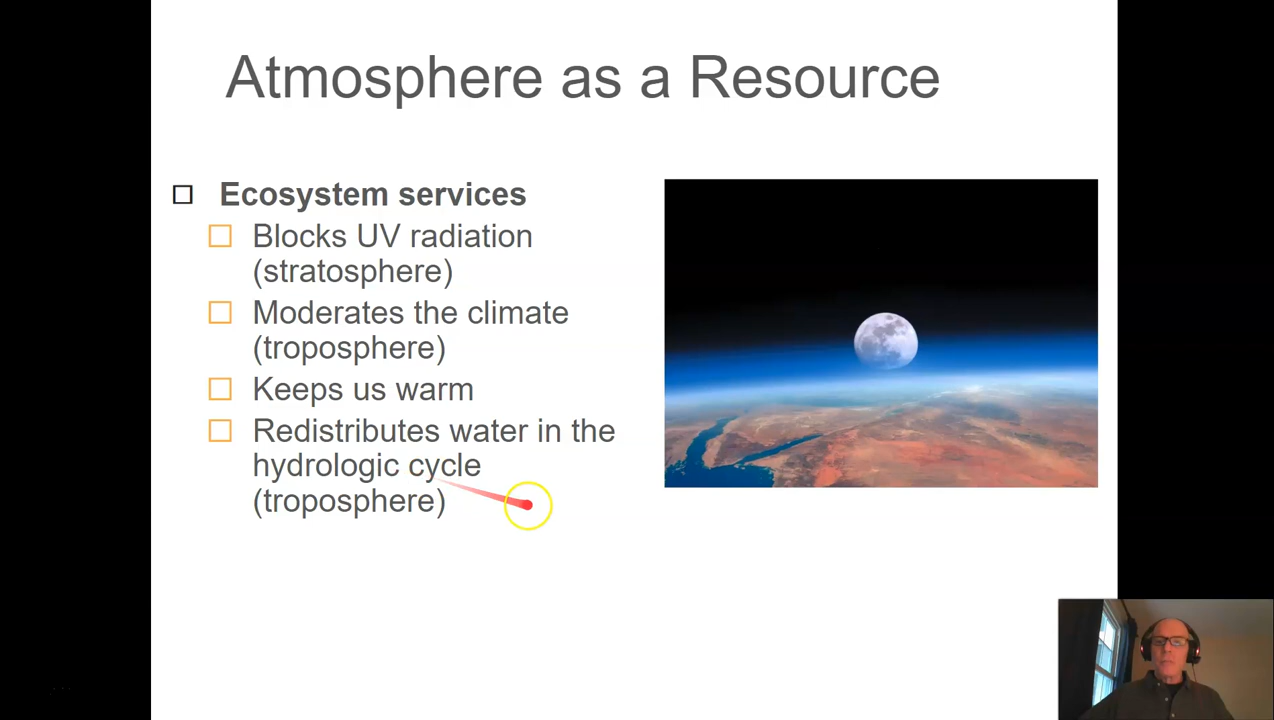 Atmosphere as a Resource
Ecosystem services
Blocks UV radiation
(stratosphere)
Moderates the climate
(troposphere)
Keeps us warm
Redistributes water in the
hydrologic cycle
(troposphere)